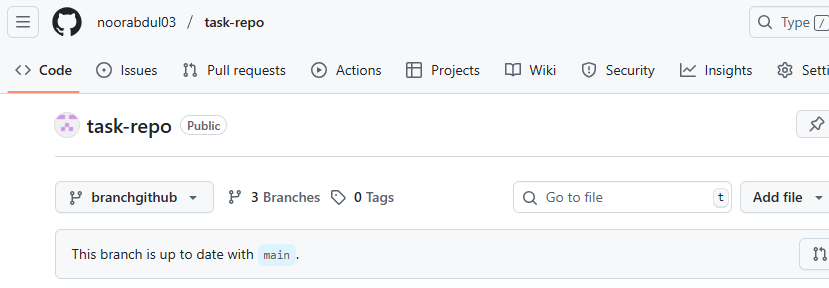 noorabdul03 / task-repo Type /
Code Issues Pull requests Actions Projects Wiki Security Insights
task-repo Public
branchgithub 3 Branches 0 Tags Go to file t Add file
This branch is up to date with main.